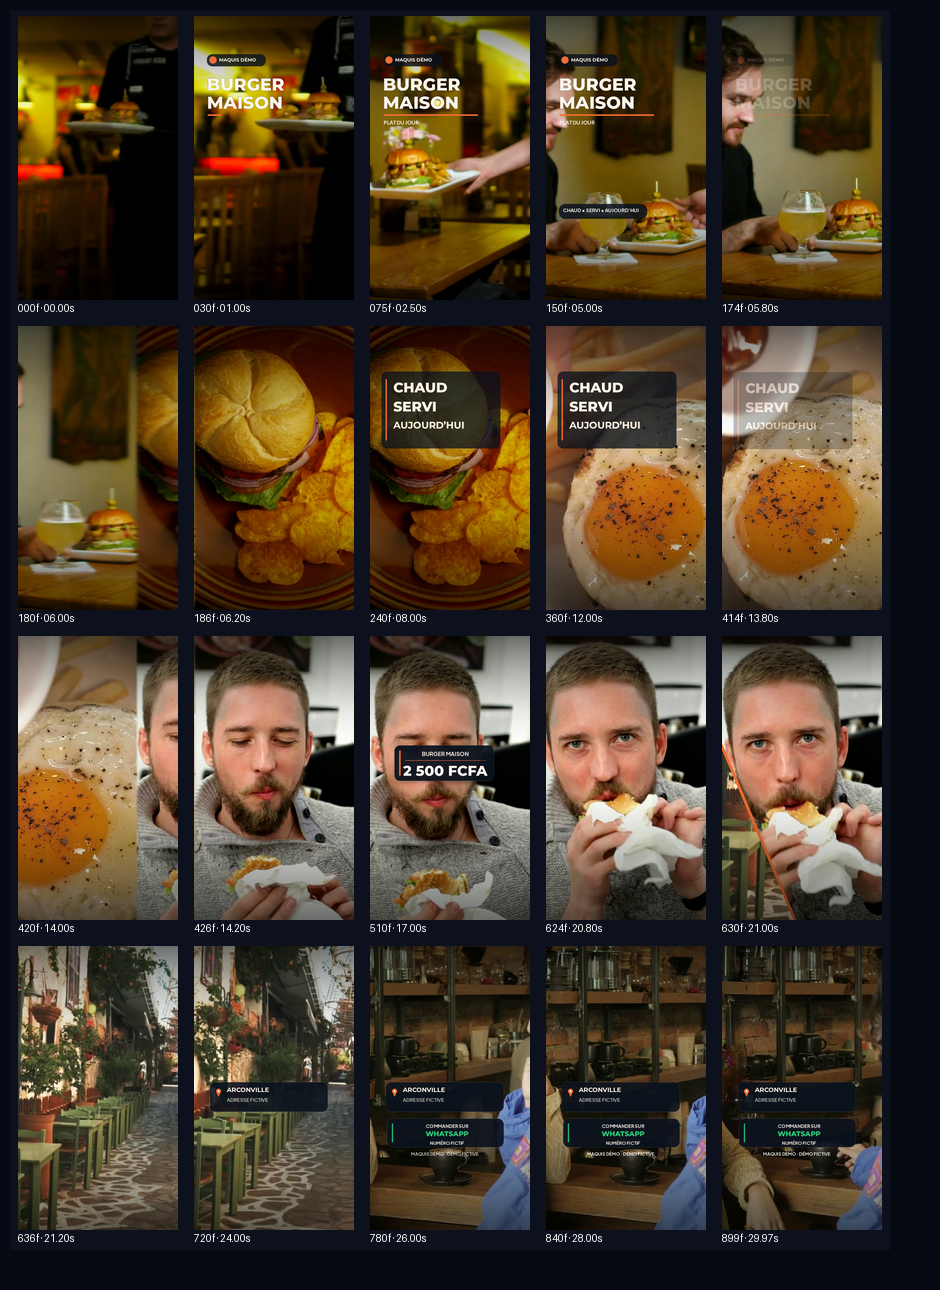 MAQUIS DÉMO
BURGER
MAISON
MAQUIS DÉMO
BURGER
MAISON
PLAT DU JOUR
MAQUIS DÉMO
BURGER
MAISON
PLAT DU JOUR
CHAUD • SERVI • AUJOURD'HUI
MAQUIS DÉMO
BURGER
MAISON
000f·00.00s
030f·01.00s
075f·02.50s
150f·05.00s
174f·05.80s
CHAUD
SERVI
AUJOURD'HUI
CHAUD
SERVI
AUJOURD'HUI
CHAUD
SERVI
AUJOURD'HUI
180f·06.00s
186f·06.20s
240f·08.00s
360f·12.00s
414f·13.80s
BURGER MAISON
2 500 FCFA
420f·14.00s
426f·14.20s
510f·17.00s
624f·20.80s
630f·21.00s
ARCONVILLE
ADRESSE FICTIVE
ARCONVILLE
ADRESSE FICTIVE
COMMANDER SUR
WHATSAPP
NUMÉRO FICTIF
MAQUIS DÉMO · DÉMO FICTIVE
ARCONVILLE
ADRESSE FICTIVE
COMMANDER SUR
WHATSAPP
NUMÉRO FICTIF
MAQUIS DÉMO · DÉMO FICTIVE
ARCONVILLE
ADRESSE FICTIVE
COMMANDER SUR
WHATSAPP
NUMÉRO FICTIF
MAQUIS DÉMO · DÉMO FICTIVE
636f·21.20s
720f·24.00s
780f·26.00s
840f·28.00s
899f·29.97s